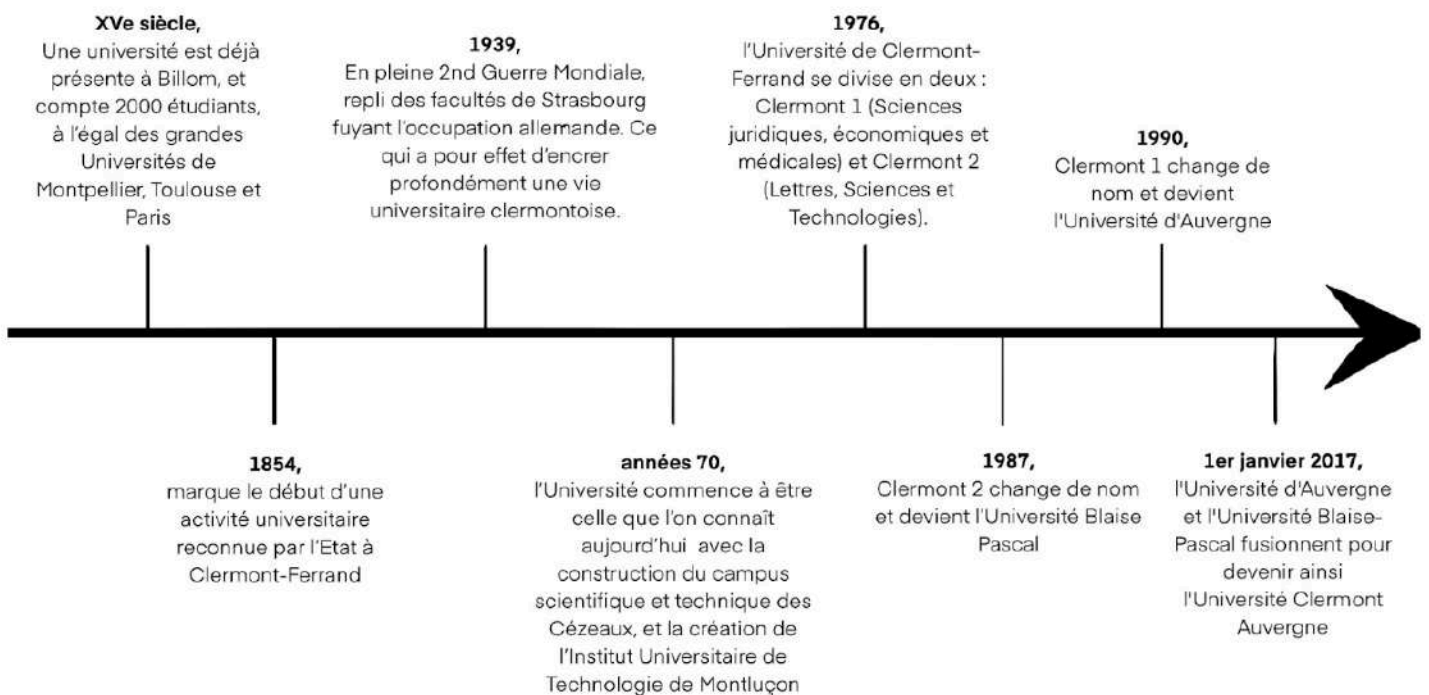 XVe siècle,
Une université est déjà
présente à Billom, et
compte 2000 étudiants,
à l'égal des grandes
Universités de
Montpellier, Toulouse et
Paris
1854,
marque le début d'une
activité universitaire
reconnue par l'Etat à
Clermont-Ferrand
1939,
En pleine 2nd Guerre Mondiale,
repli des facultés de Strasbourg
fuyant l'occupation allemande. Ce
qui a pour effet d'encrer
profondément une vie
universitaire clermontoise.
années 70,
l'Université commence à être
celle que l'on connaît
aujourd'hui avec la
construction du campus
scientifique et technique des
Cézeaux, et la création de
l'Institut Universitaire de
Technologie de Montluçon
1976,
l'Université de Clermont-
Ferrand se divise en deux :
Clermont 1 (Sciences
juridiques, économiques et
médicales) et Clermont 2
(Lettres, Sciences et
Technologies).
1987,
Clermont 2 change de nom
et devient l'Université Blaise
Pascal
1990,
Clermont 1 change de
nom et devient
l'Université d'Auvergne
1er janvier 2017,
l'Université d'Auvergne
et l'Université Blaise-
Pascal fusionnent pour
devenir ainsi
l'Université Clermont
Auvergne